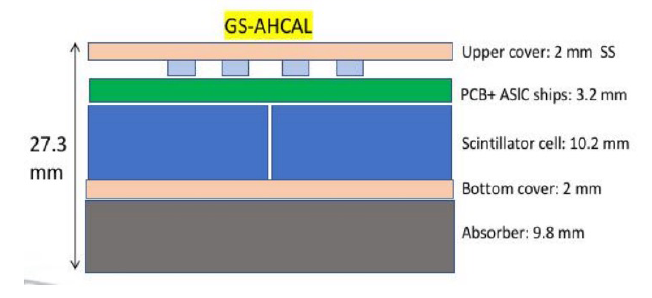 GS-AHCAL
Upper cover: 2 mm  SS
PCB+ ASIC ships: 3.2 mm
27.3
mm
Scintillator cell: 10.2 mm
Bottom cover: 2 mm
Absorber: 9.8 mm